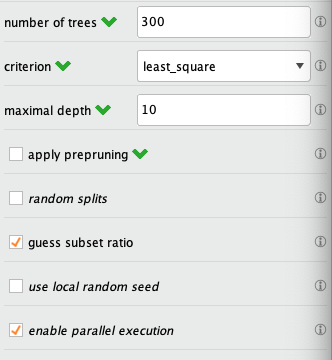 number of trees 300
criterion least_square
maximal depth 10
apply prepruning
random splits
guess subset ratio
use local random seed
enable parallel execution